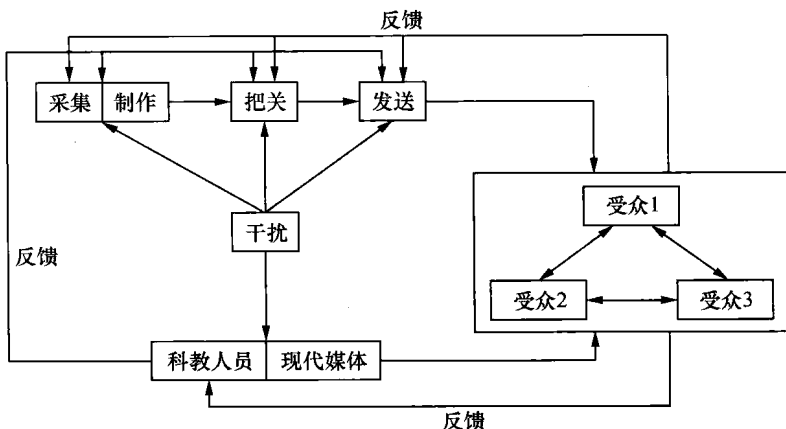 反馈
采集 制作 把关 发送
受众1
干扰
反馈
受众2 受众3
科教人员 现代媒体
反馈